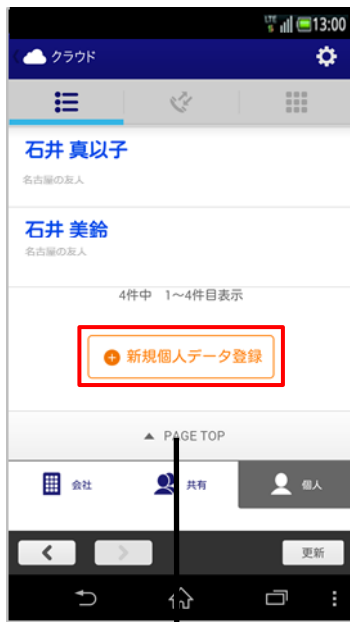 LTE 13:00
クラウド
石井 真以子
名古屋の友人
石井 美鈴
名古屋の友人
4件中 1～4件目表示
新規個人データ登録
▲ PAGE TOP
会社 共有 個人
更新